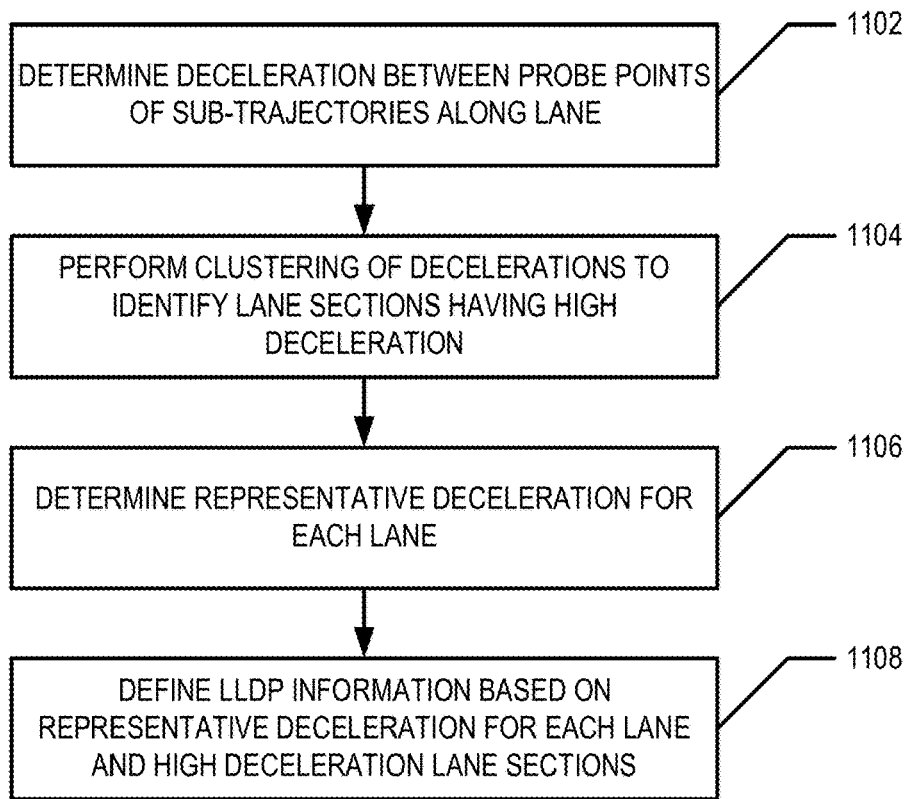 1102
DETERMINE DECELERATION BETWEEN PROBE POINTS
OF SUB-TRAJECTORIES ALONG LANE
1104
PERFORM CLUSTERING OF DECELERATIONS TO
IDENTIFY LANE SECTIONS HAVING HIGH
DECELERATION
1106
DETERMINE REPRESENTATIVE DECELERATION FOR
EACH LANE
1108
DEFINE LLDP INFORMATION BASED ON
REPRESENTATIVE DECELERATION FOR EACH LANE
AND HIGH DECELERATION LANE SECTIONS